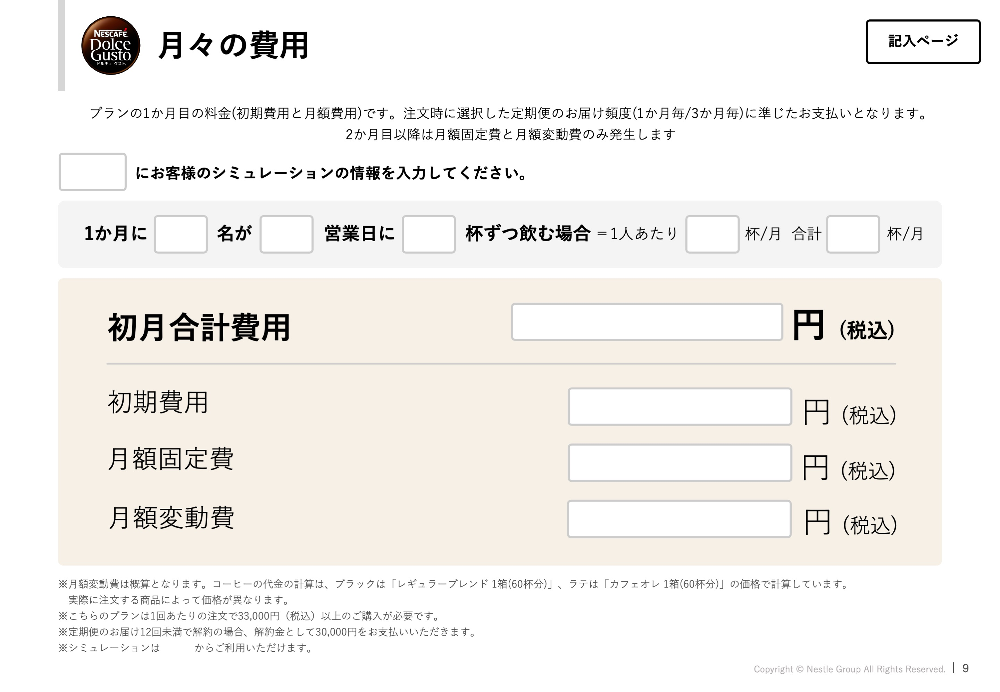 NESCAFÉ
Dolce
Gusto
ドルチェ グスト
月々の費用
記入ページ
プランの1か月目の料金(初期費用と月額費用)です。注文時に選択した定期便のお届け頻度(1か月毎/3か月毎)に準じたお支払いとなります。
2か月目以降は月額固定費と月額変動費のみ発生します
にお客様のシミュレーションの情報を入力してください。
1か月に 名が 営業日に 杯ずつ飲む場合 =1人あたり 杯/月 合計 杯/月
初月合計費用 円 (税込)
初期費用 円 (税込)
月額固定費 円 (税込)
月額変動費 円 (税込)
※月額変動費は概算となります。コーヒーの代金の計算は、ブラックは「レギュラーブレンド 1箱(60杯分)」、ラテは「カフェオレ 1箱(60杯分)」の価格で計算しています。
実際に注文する商品によって価格が異なります。
※こちらのプランは1回あたりの注文で33,000円（税込）以上のご購入が必要です。
※定期便のお届け12回未満で解約の場合、解約金として30,000円をお支払いいただきます。
※シミュレーションは からご利用いただけます。
Copyright © Nestle Group All Rights Reserved. | 9